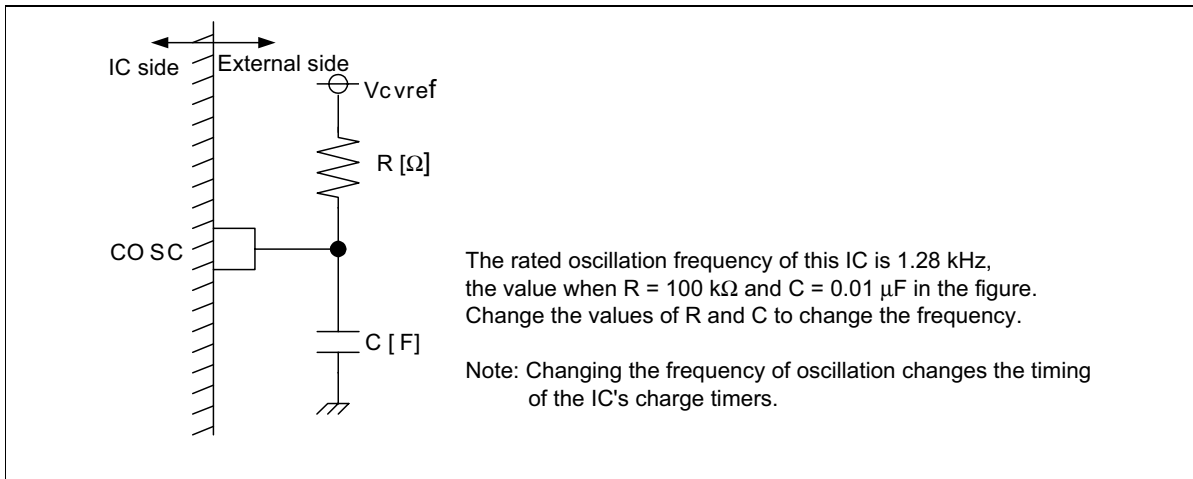 IC side
External side
Vcvref
R [Ω]
COSC
C [F]
The rated oscillation frequency of this IC is 1.28 kHz,
the value when R = 100 kΩ and C = 0.01 μF in the figure.
Change the values of R and C to change the frequency.
Note: Changing the frequency of oscillation changes the timing
of the IC's charge timers.